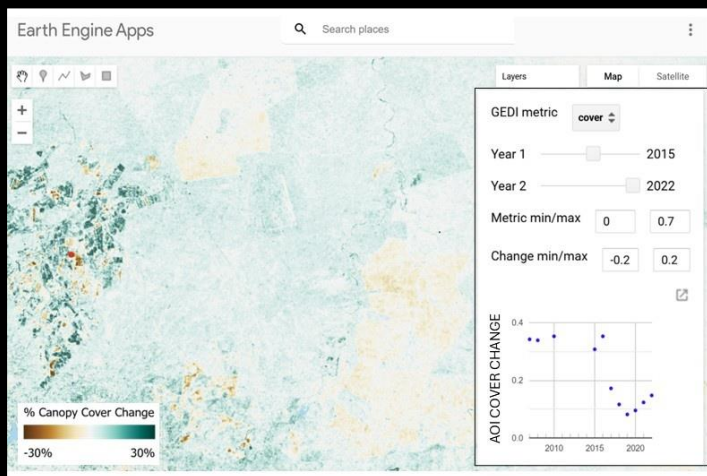 Earth Engine Apps
Search places
Layers
Map
Satellite
GEDI metric
cover
Year 1
2015
Year 2
2022
Metric min/max
0
0.7
Change min/max
-0.2
0.2
AOI COVER CHANGE
0.4
0.2
0.0
2010
2015
2020
% Canopy Cover Change
-30%
30%